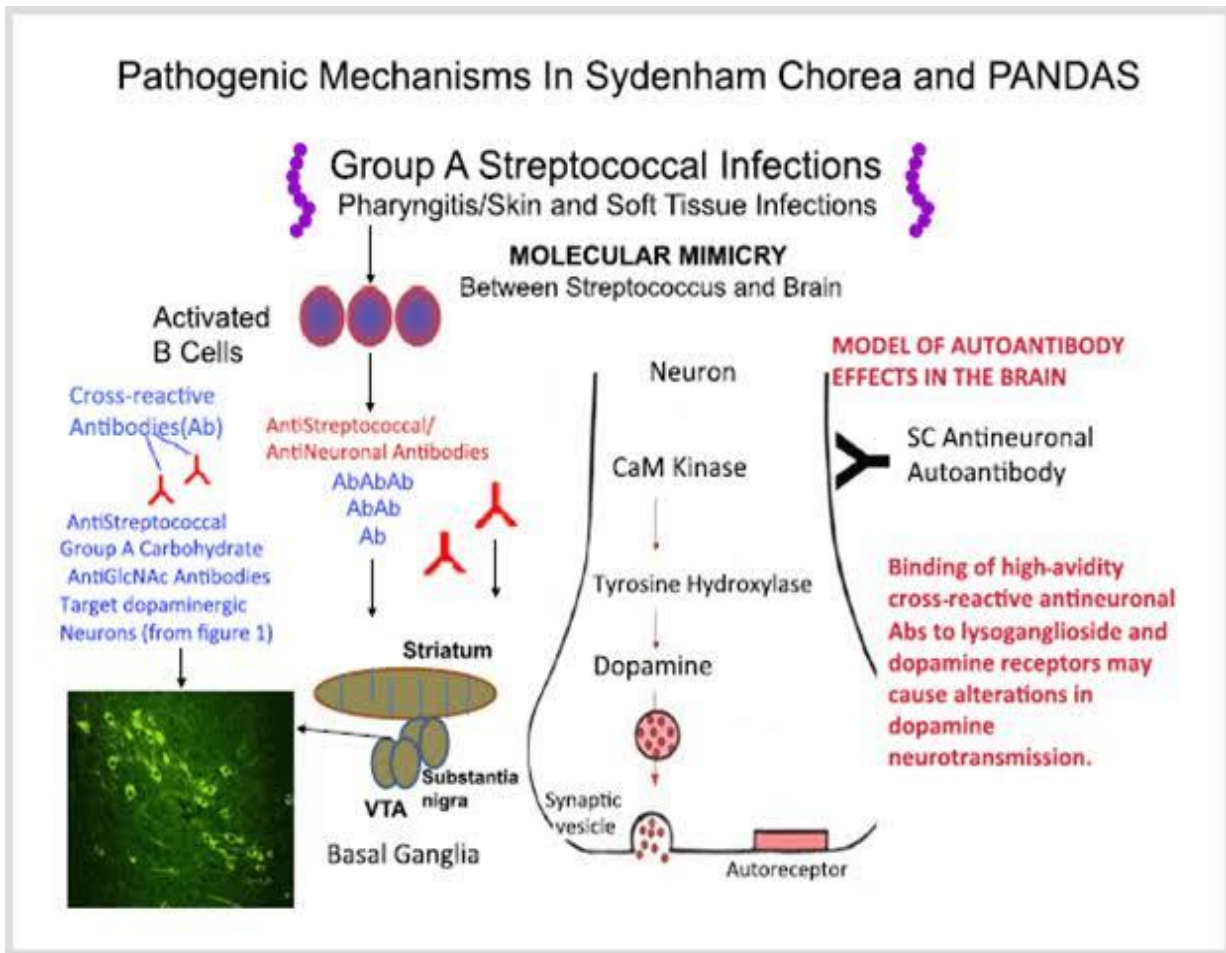 Pathogenic Mechanisms In Sydenham Chorea and PANDAS
Group A Streptococcal Infections
Pharyngitis/Skin and Soft Tissue Infections
MOLECULAR MIMICRY
Between Streptococcus and Brain
Activated
B Cells
Cross-reactive
Antibodies(Ab)
AntiStreptococcal
Group A Carbohydrate
AntiGlcNAc Antibodies
Target dopaminergic
Neurons (from figure 1)
AntiStreptococcal/
AntiNeuronal Antibodies
AbAbAb
AbAb
Ab
Striatum
Substantia
nigra
VTA
Basal Ganglia
Neuron
CaM Kinase
Tyrosine Hydroxylase
Dopamine
Synaptic
vesicle
Autoreceptor
MODEL OF AUTOANTIBODY
EFFECTS IN THE BRAIN
SC Antineuronal
Autoantibody
Binding of high-avidity
cross-reactive antineuronal
Abs to lysoganglioside and
dopamine receptors may
cause alterations in
dopamine
neurotransmission.